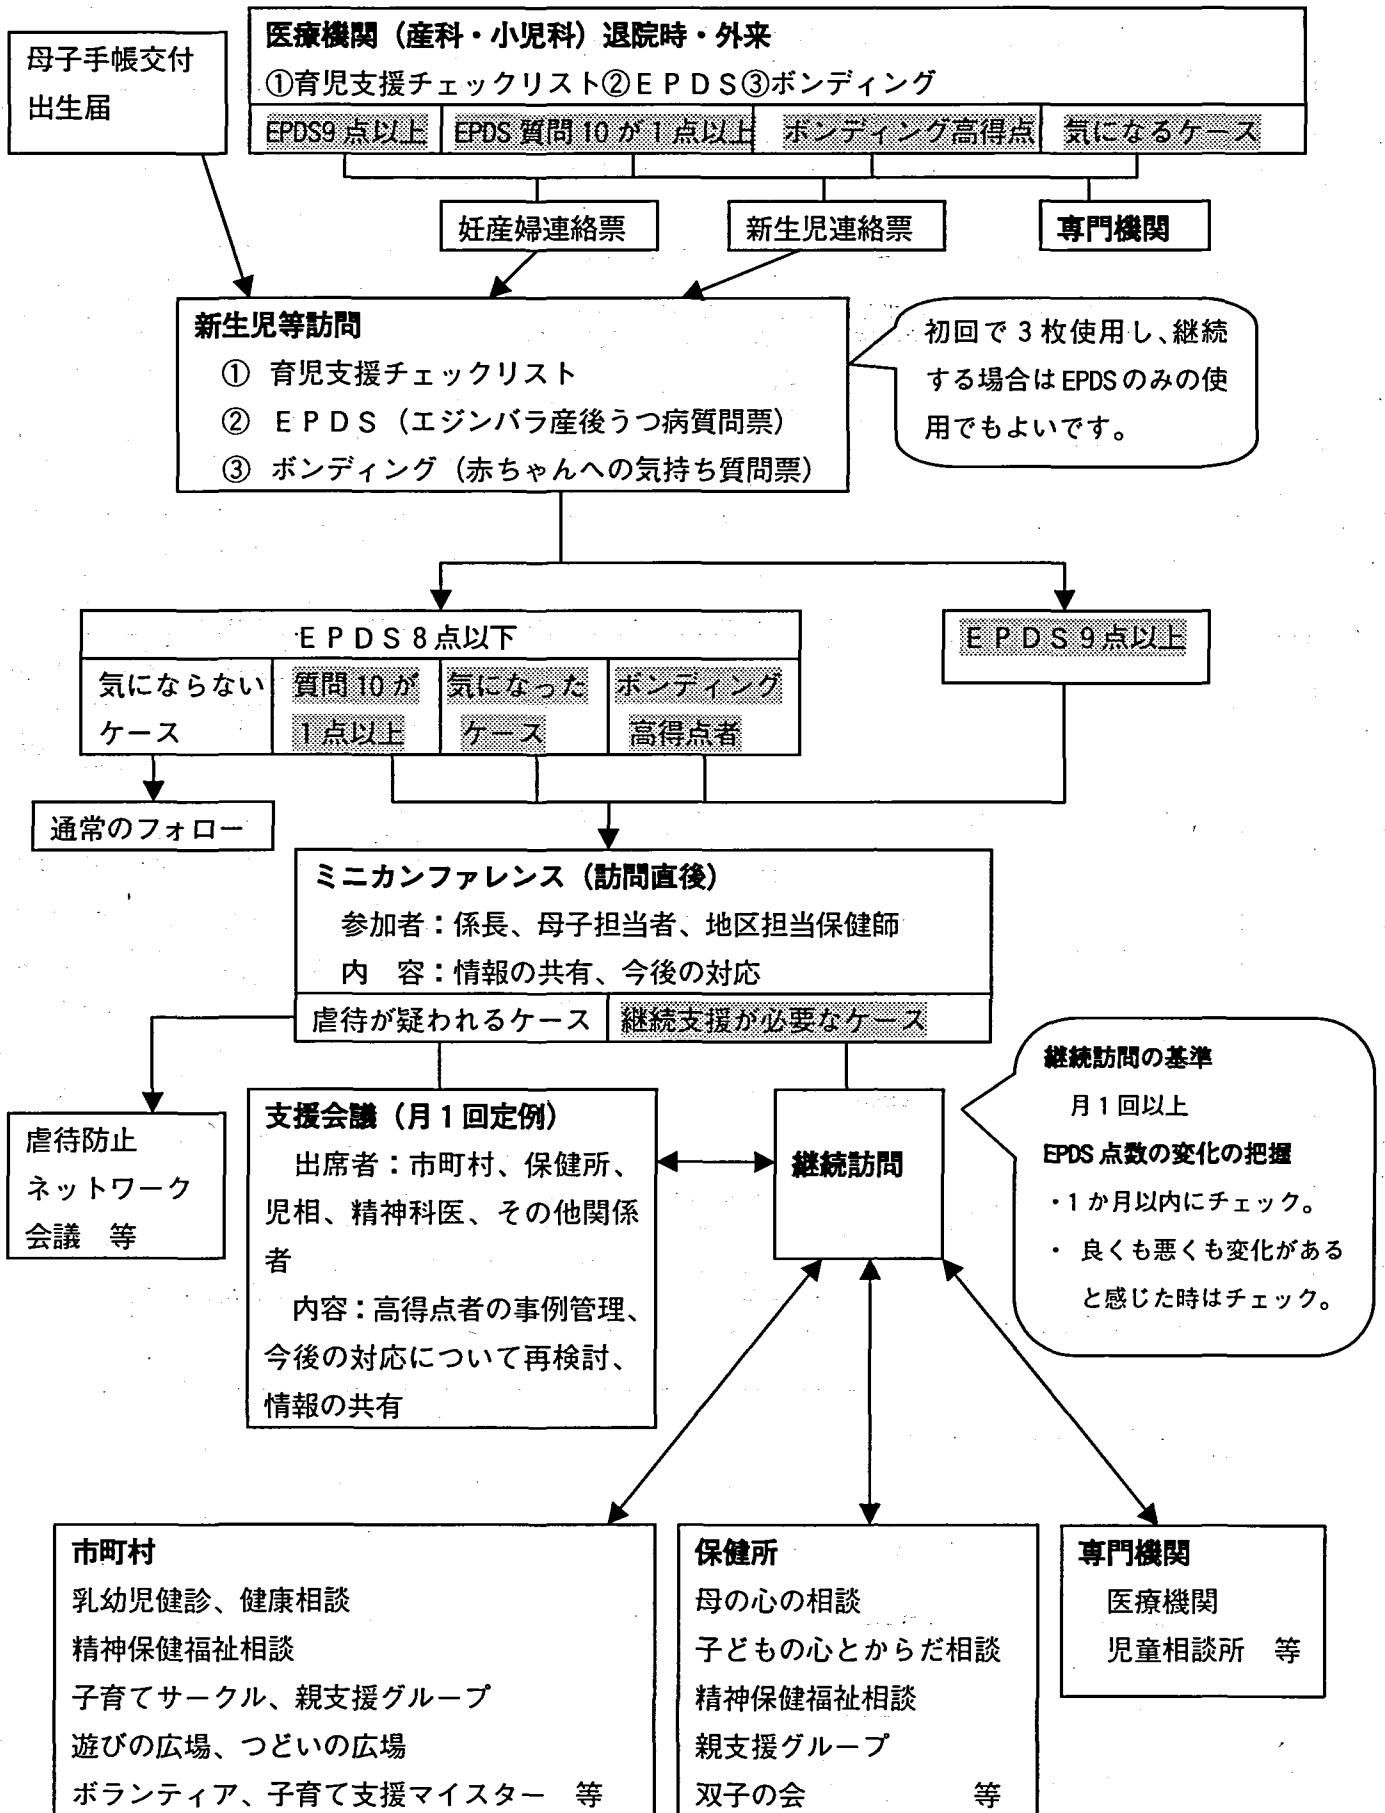 母子手帳交付
出生届
医療機関（産科・小児科）退院時・外来
①育児支援チェックリスト②ＥＰＤＳ③ボンディング
EPDS9 点以上
EPDS 質問 10 が 1 点以上
ボンディング高得点
気になるケース
妊産婦連絡票
新生児連絡票
専門機関
新生児等訪問
① 育児支援チェックリスト
② ＥＰＤＳ（エジンバラ産後うつ病質問票）
③ ボンディング（赤ちゃんへの気持ち質問票）
初回で 3 枚使用し、継続
する場合は EPDS のみの使
用でもよいです。
ＥＰＤＳ８点以下
気にならない
ケース
質問 10 が
1 点以上
気になった
ケース
ボンディング
高得点者
ＥＰＤＳ９点以上
通常のフォロー
ミニカンファレンス（訪問直後）
参加者：係長、母子担当者、地区担当保健師
内　容：情報の共有、今後の対応
虐待が疑われるケース
継続支援が必要なケース
虐待防止
ネットワーク
会議　等
支援会議（月 1 回定例）
出席者：市町村、保健所、
児相、精神科医、その他関係
者
内容：高得点者の事例管理、
今後の対応について再検討、
情報の共有
継続訪問
継続訪問の基準
月 1 回以上
EPDS 点数の変化の把握
・1 か月以内にチェック。
・ 良くも悪くも変化がある
と感じた時はチェック。
市町村
乳幼児健診、健康相談
精神保健福祉相談
子育てサークル、親支援グループ
遊びの広場、つどいの広場
ボランティア、子育て支援マイスター　等
保健所
母の心の相談
子どもの心とからだ相談
精神保健福祉相談
親支援グループ
双子の会　等
専門機関
医療機関
児童相談所　等